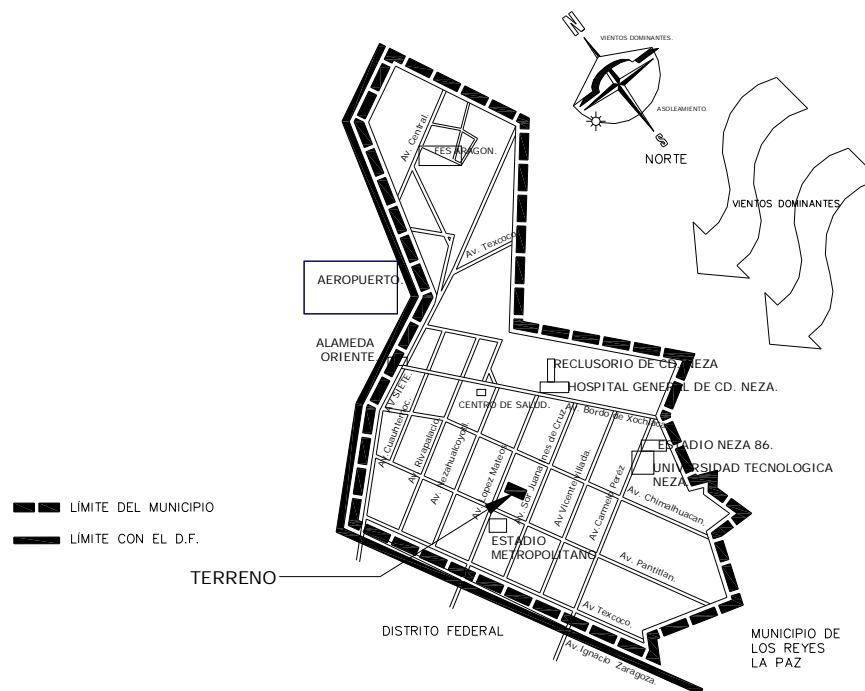 N
VIENTOS DOMINANTES.
ASOLEAMIENTO.
S
NORTE
VIENTOS DOMINANTES
Av. Central.
FES ARAGON.
Av. Texcoco.
AEROPUERTO.
ALAMEDA
ORIENTE.
AV SIETE.
RECLUSORIO DE CD. NEZA
HOSPITAL GENERAL DE CD. NEZA.
CENTRO DE SALUD.
Av. Bordo de Xochiaca.
Av Cuauhtemoc.
Av. Rivapalacio.
Av. Nezahualcoyotl.
Av. Lopez Mateos.
Av. Sor Juana Ines de Cruz.
Av Vicente Villada.
Av. Carmelo Perez
ESTADIO NEZA 86.
UNIVERSIDAD TECNOLOGICA
NEZA.
Av. Chimalhuacan.
ESTADIO
METROPOLITANO
Av. Pantitlan.
LÍMITE DEL MUNICIPIO
LÍMITE CON EL D.F.
TERRENO
Av Texcoco.
DISTRITO FEDERAL
Av.Ignacio Zaragoza.
MUNICIPIO DE
LOS REYES
LA PAZ